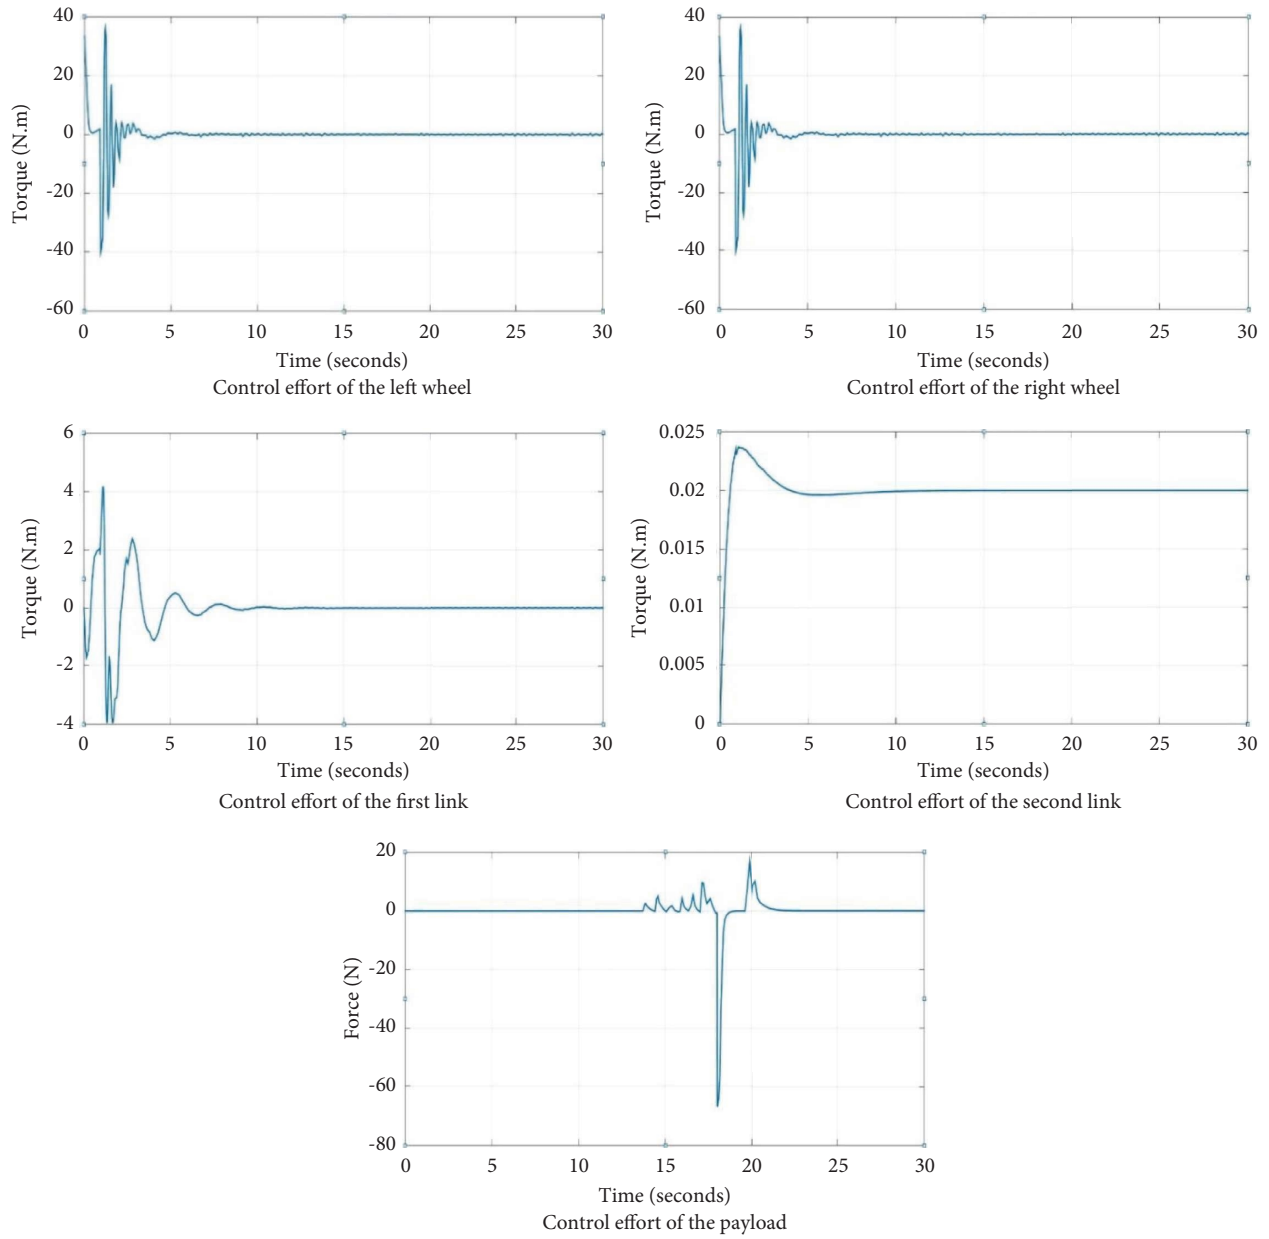 40
20
0
-20
-40
-60
Torque (N.m)
0 5 10 15 20 25 30
Time (seconds)
Control effort of the left wheel
40
20
0
-20
-40
-60
Torque (N.m)
0 5 10 15 20 25 30
Time (seconds)
Control effort of the right wheel
6
4
2
0
-2
-4
Torque (N.m)
0 5 10 15 20 25 30
Time (seconds)
Control effort of the first link
0.025
0.02
0.015
0.01
0.005
0
Torque (N.m)
0 5 10 15 20 25 30
Time (seconds)
Control effort of the second link
20
0
-20
-40
-60
-80
Force (N)
0 5 10 15 20 25 30
Time (seconds)
Control effort of the payload